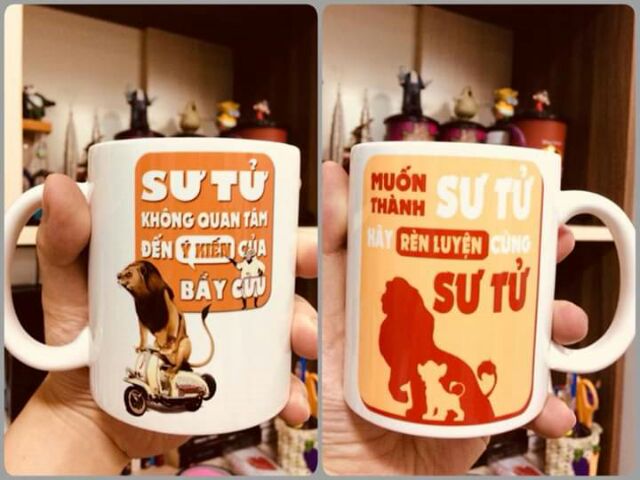 SƯ TỬ
KHÔNG QUAN TÂM
ĐẾN Ý KIẾN CỦA
BẦY CỪU
MUỐN
THÀNH SƯ TỬ
HÃY RÈN LUYỆN CÙNG
SƯ TỬ